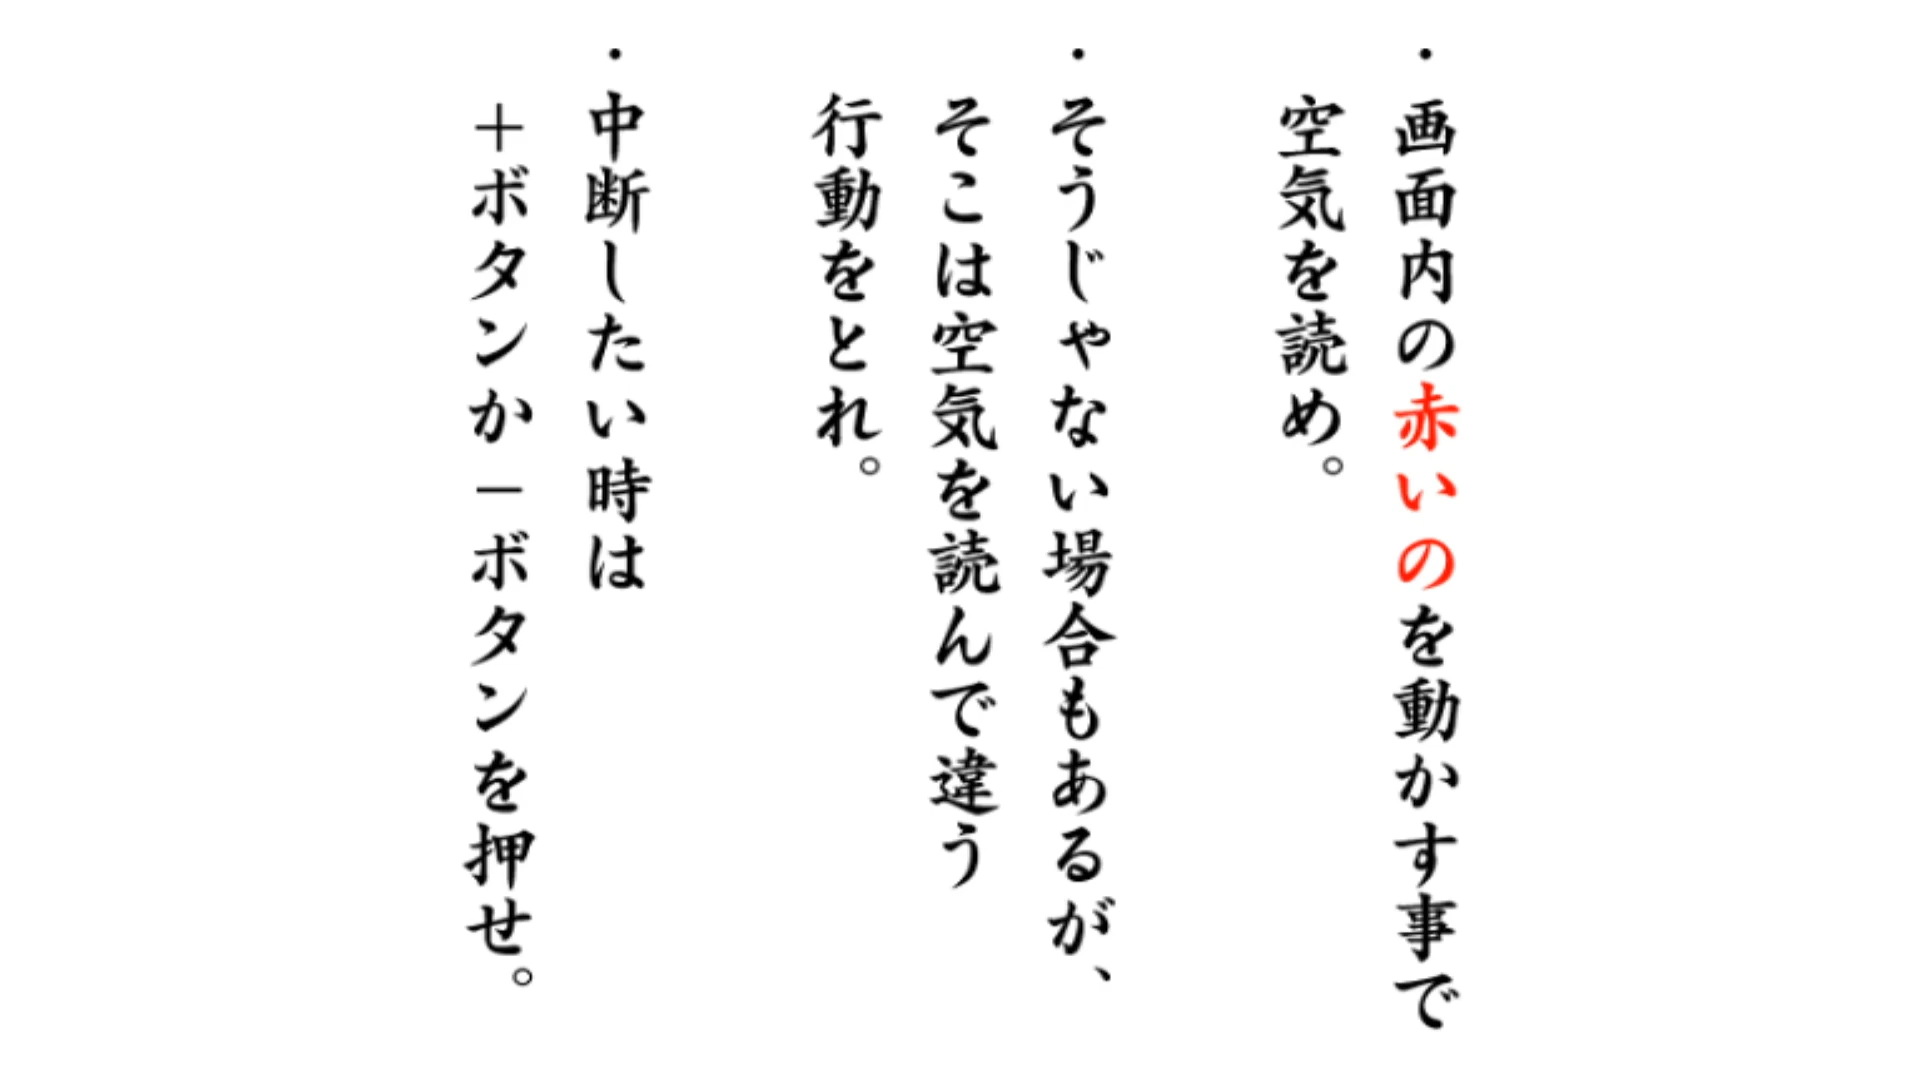 ・画面内の赤いのを動かす事で
空気を読め。
・そうじゃない場合もあるが、
そこは空気を読んで違う
行動をとれ。
・中断したい時は
＋ボタンか－ボタンを押せ。